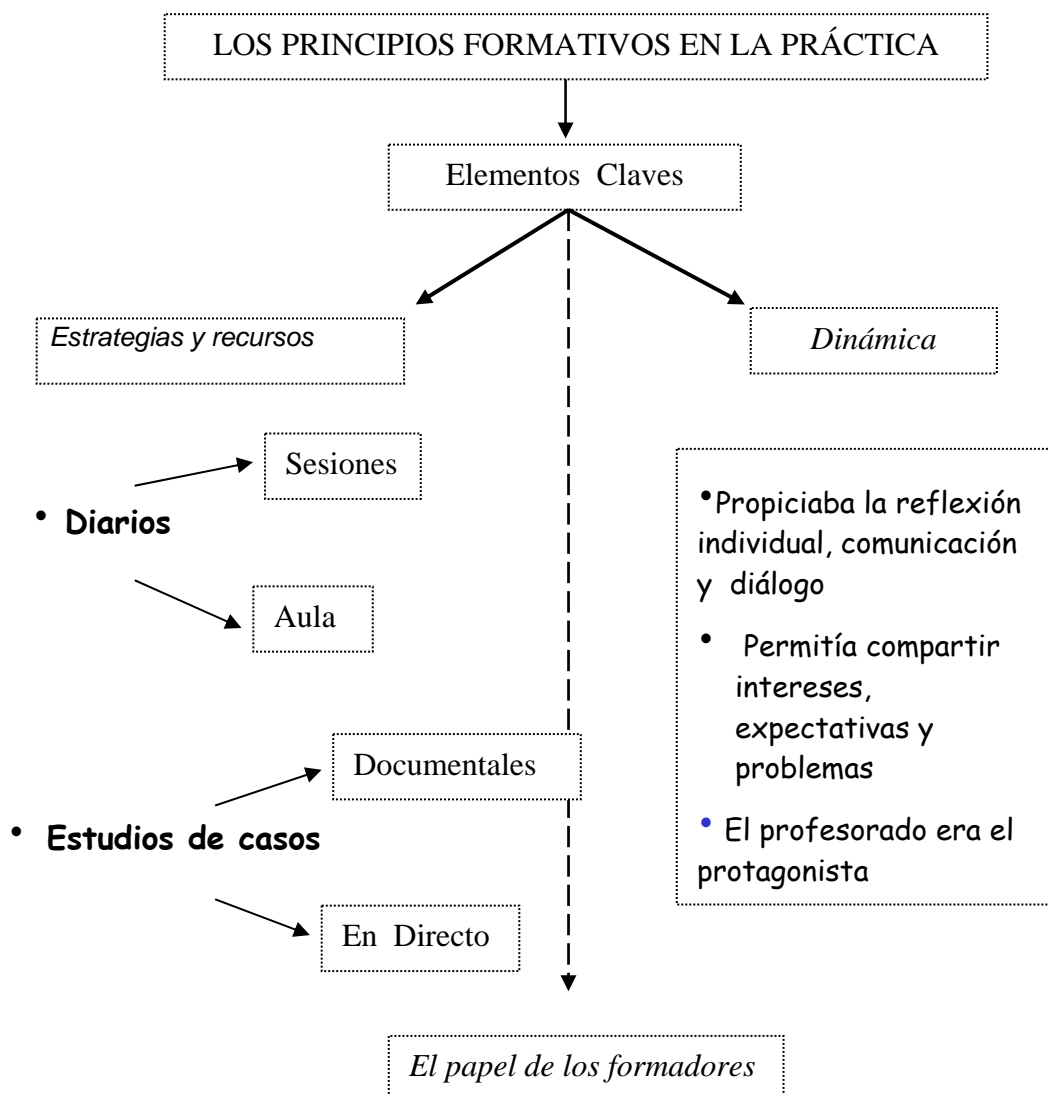 LOS PRINCIPIOS FORMATIVOS EN LA PRÁCTICA
Elementos Claves
Estrategias y recursos
Dinámica
Sesiones
• Diarios
Aula
Documentales
• Estudios de casos
En Directo
•Propiciaba la reflexión
individual, comunicación
y diálogo
• Permitía compartir
intereses,
expectativas y
problemas
• El profesorado era el
protagonista
El papel de los formadores